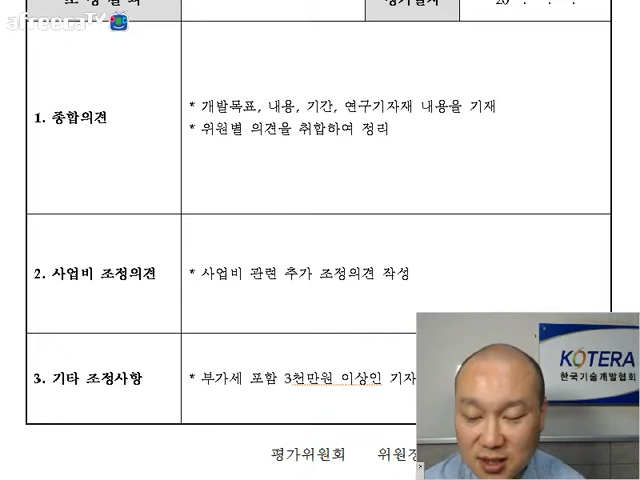 afreecaTV
20 . . .
1. 종합의견
* 개발목표, 내용, 기간, 연구기자재 내용을 기재
* 위원별 의견을 취합하여 정리
2. 사업비 조정의견
* 사업비 관련 추가 조정의견 작성
3. 기타 조정사항
* 부가세 포함 3천만원 이상인 기자
평가위원회 위원장
KOTERA
한국기술개발협회